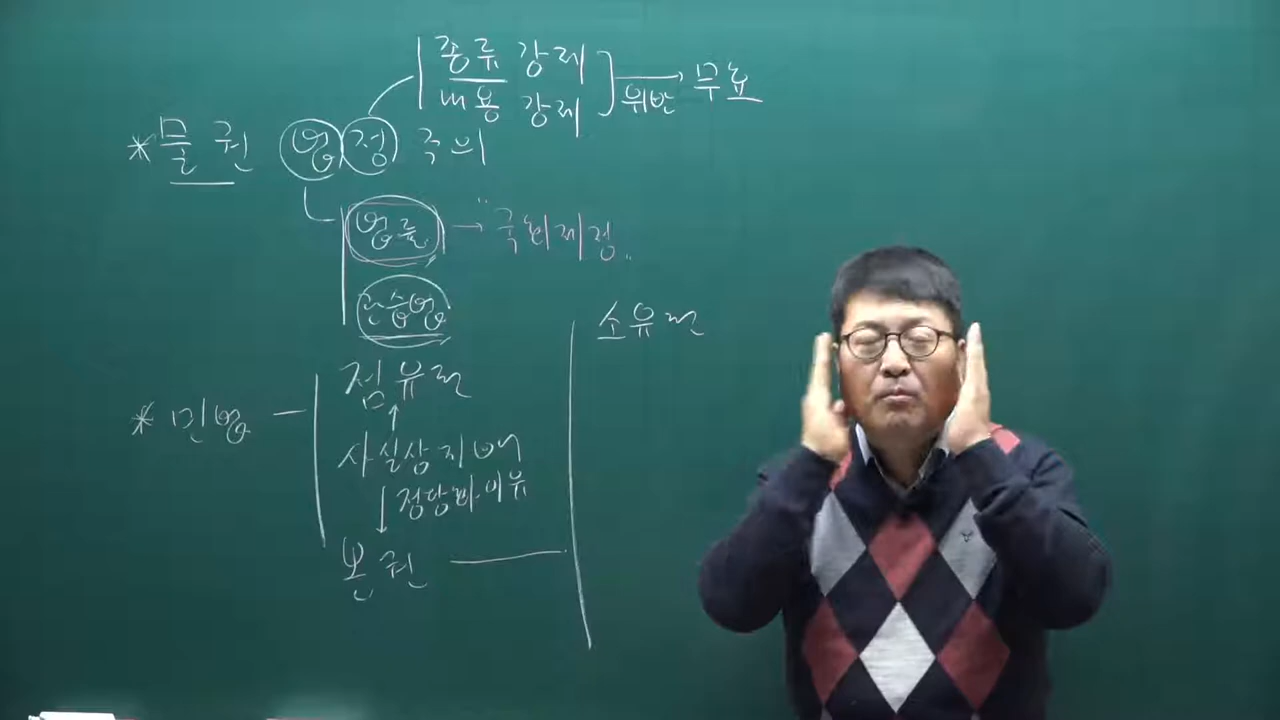 종류 강제
내용 강제
위반 → 무효
* 물권 법 정 주의
법률 → "국회제정"
관습법
소유권
점유권
* 민법
사실상 지배
정당한 이유
본권